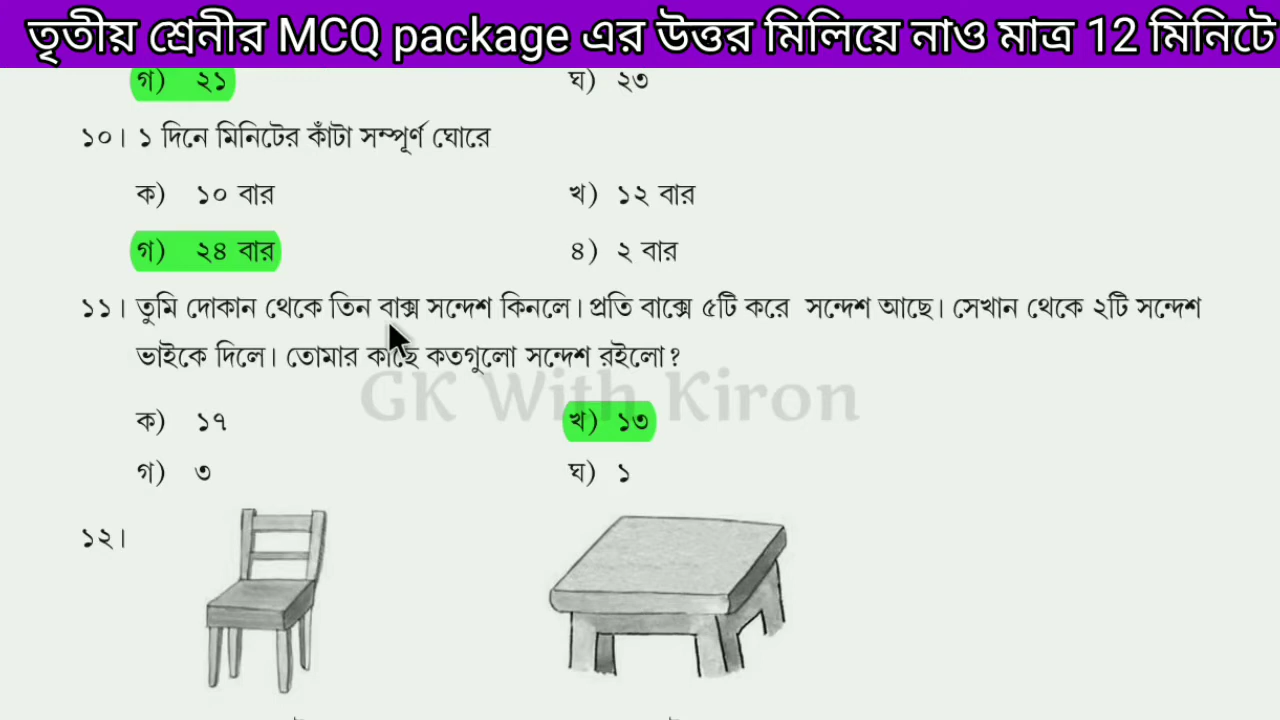 তৃতীয় শ্রেনীর MCQ package এর উত্তর মিলিয়ে নাও মাত্র 12 মিনিটে
গ) ২১ ঘ) ২৩
১০। ১ দিনে মিনিটের কাঁটা সম্পূর্ণ ঘোরে
ক) ১০ বার খ) ১২ বার
গ) ২৪ বার ৪) ২ বার
১১। তুমি দোকান থেকে তিন বাক্স সন্দেশ কিনলে। প্রতি বাক্সে ৫টি করে সন্দেশ আছে। সেখান থেকে ২টি সন্দেশ
ভাইকে দিলে। তোমার কাছে কতগুলো সন্দেশ রইলো?
GK With Kiron
ক) ১৭ খ) ১৩
গ) ৩ ঘ) ১
১২।